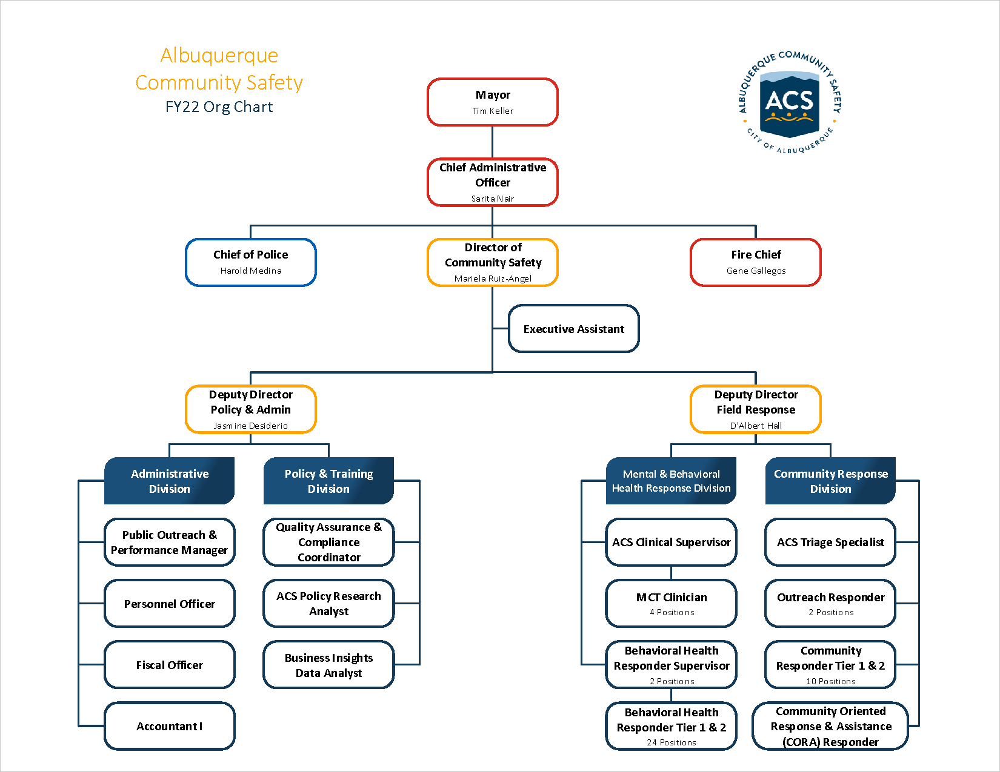 Albuquerque
Community Safety
FY22 Org Chart
ALBUQUERQUE COMMUNITY SAFETY
ACS
CITY OF ALBUQUERQUE
Mayor
Tim Keller
Chief Administrative
Officer
Sarita Nair
Chief of Police
Harold Medina
Director of
Community Safety
Mariela Ruiz-Angel
Fire Chief
Gene Gallegos
Executive Assistant
Deputy Director
Policy & Admin
Jasmine Desiderio
Deputy Director
Field Response
D’Albert Hall
Administrative
Division
Public Outreach &
Performance Manager
Personnel Officer
Fiscal Officer
Accountant I
Policy & Training
Division
Quality Assurance &
Compliance
Coordinator
ACS Policy Research
Analyst
Business Insights
Data Analyst
Mental & Behavioral
Health Response Division
ACS Clinical Supervisor
MCT Clinician
4 Positions
Behavioral Health
Responder Supervisor
2 Positions
Behavioral Health
Responder Tier 1 & 2
24 Positions
Community Response
Division
ACS Triage Specialist
Outreach Responder
2 Positions
Community
Responder Tier 1 & 2
10 Positions
Community Oriented
Response & Assistance
(CORA) Responder